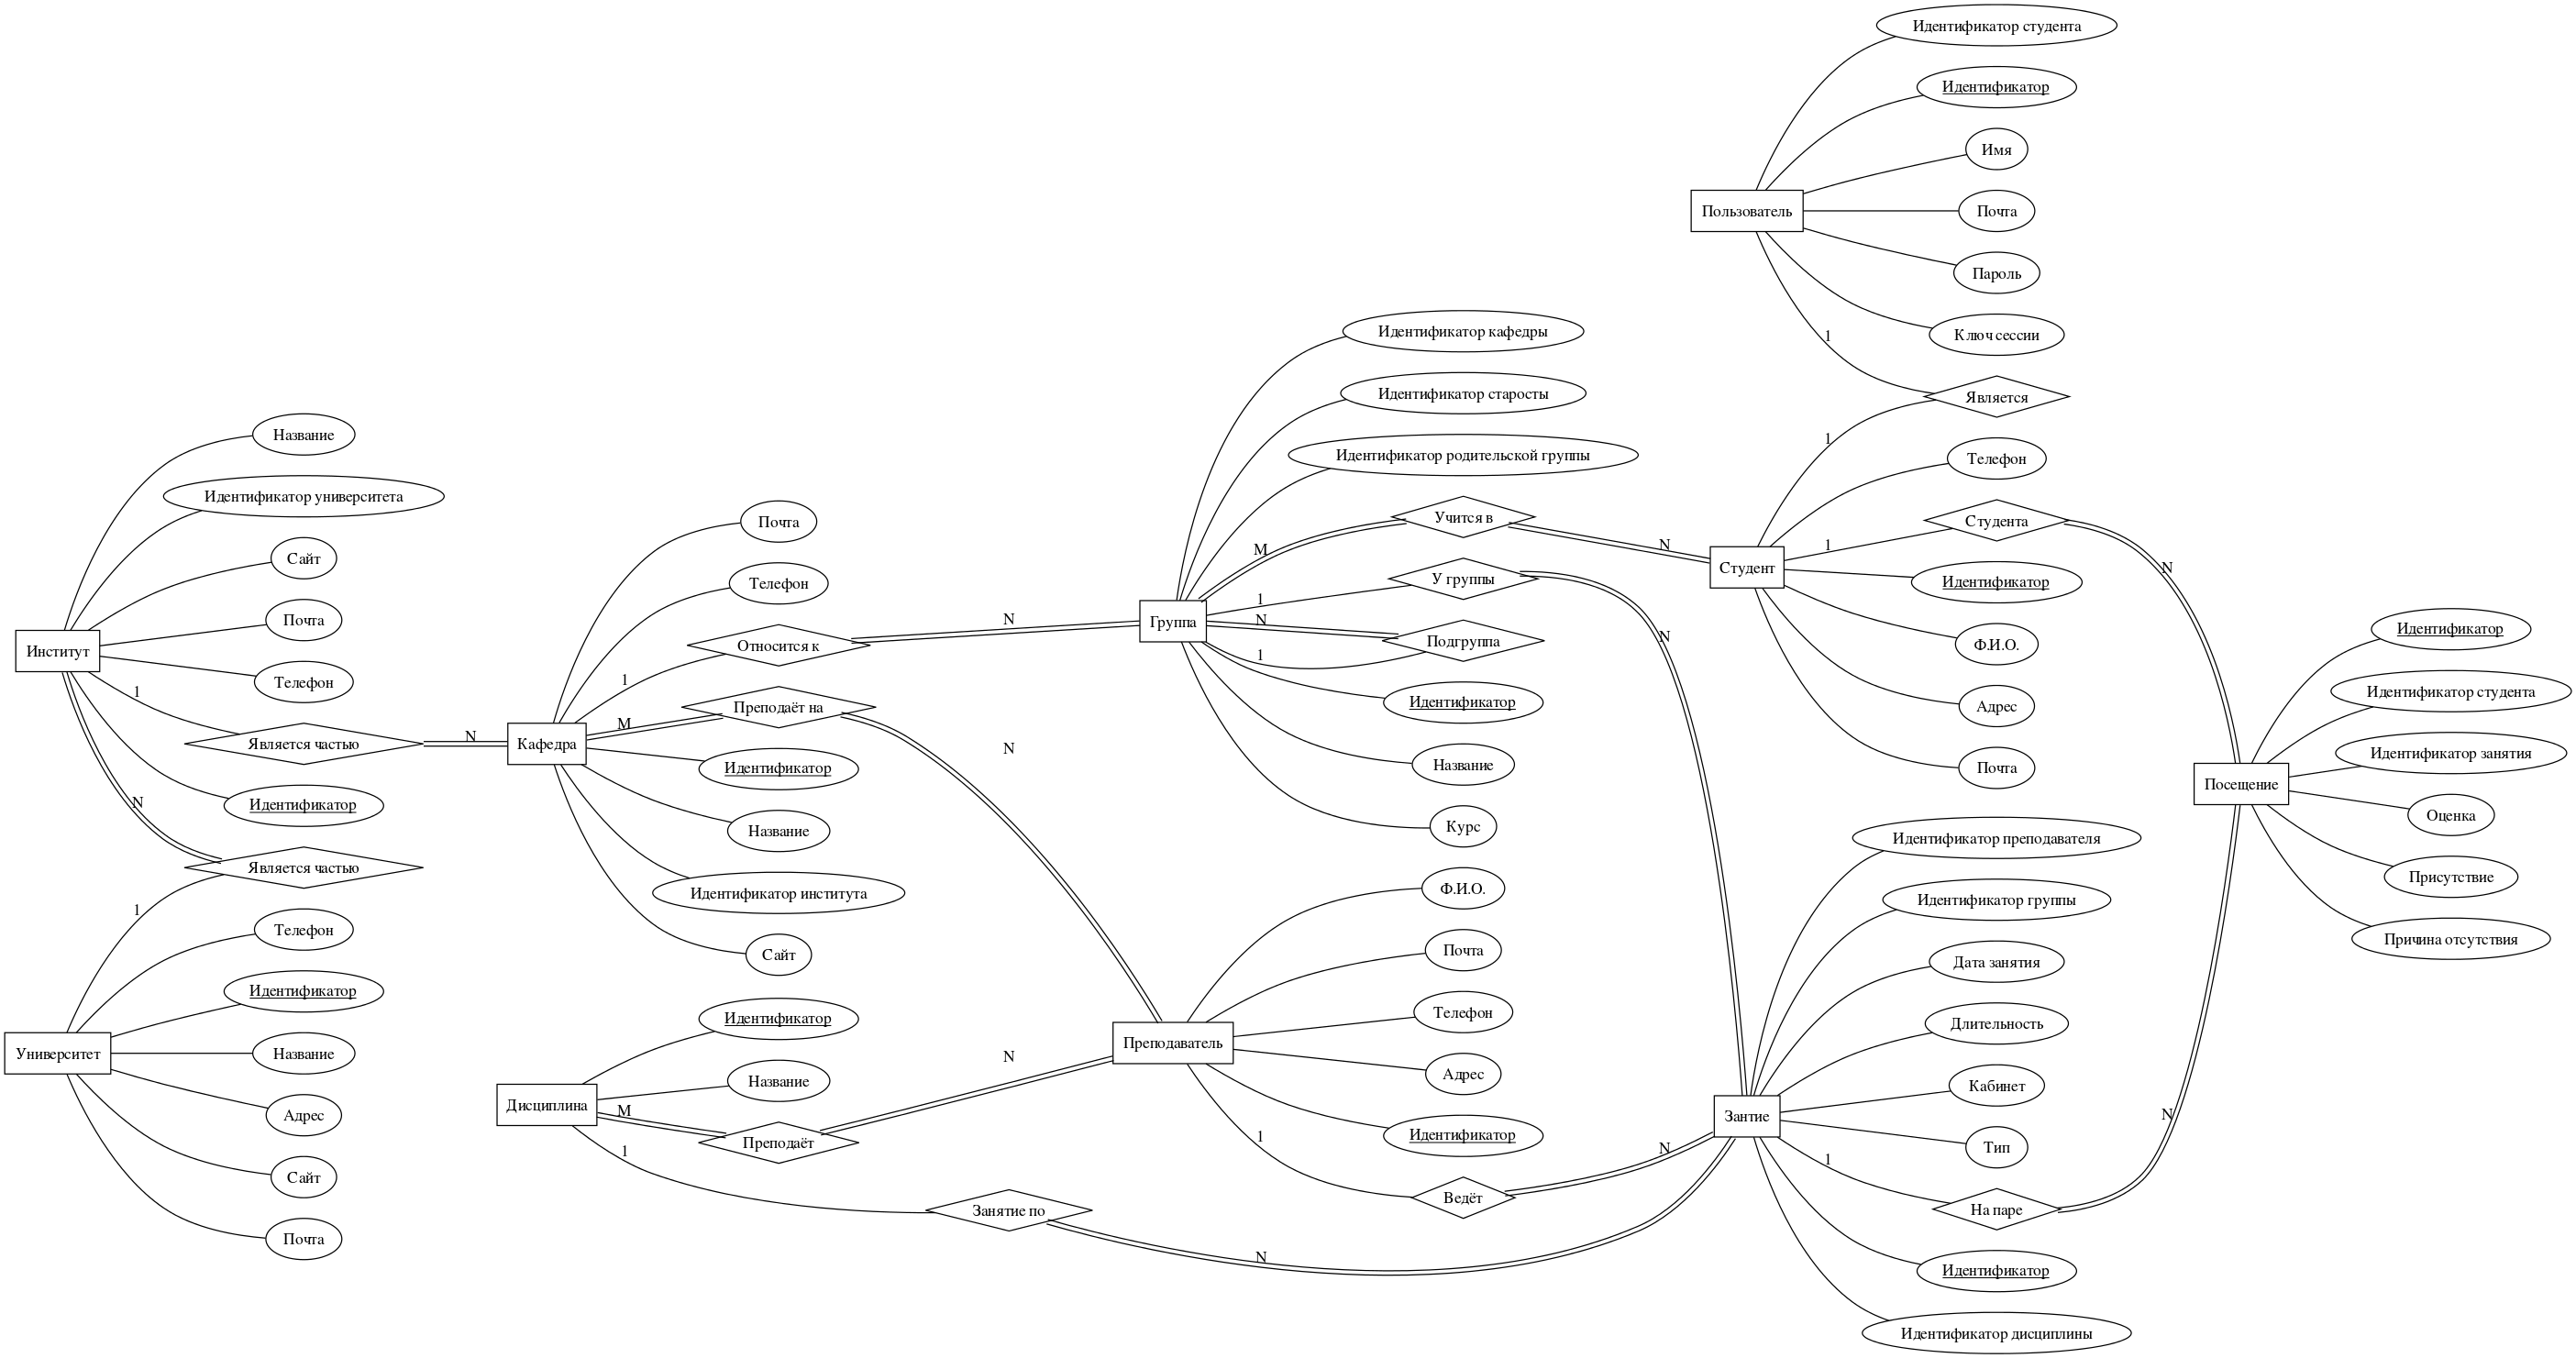 Идентификатор студента
Идентификатор
Имя
Почта
Пароль
Ключ сессии
Пользователь
1
Является
1
Название
Идентификатор университета
Сайт
Почта
Телефон
Институт
1
Является частью
N
Идентификатор
N
Является частью
1
Телефон
Идентификатор
Название
Университет
Адрес
Сайт
Почта
Почта
Телефон
Относится к
N
1
Преподаёт на
M
N
Кафедра
Идентификатор
Название
Идентификатор института
Сайт
Идентификатор
Название
Дисциплина
M
N
Преподаёт
1
Занятие по
N
Идентификатор кафедры
Идентификатор старосты
Идентификатор родительской группы
Учится в
M
N
У группы
1
N
Группа
N
Подгруппа
1
Идентификатор
Название
Курс
Ф.И.О.
Почта
Телефон
Преподаватель
Адрес
Идентификатор
1
Ведёт
N
Телефон
Студента
1
N
Студент
Идентификатор
Ф.И.О.
Адрес
Почта
Идентификатор преподавателя
Идентификатор группы
Дата занятия
Длительность
Кабинет
Зантие
Тип
1
На паре
N
Идентификатор
Идентификатор дисциплины
Идентификатор
Идентификатор студента
Идентификатор занятия
Посещение
Оценка
Присутствие
Причина отсутствия